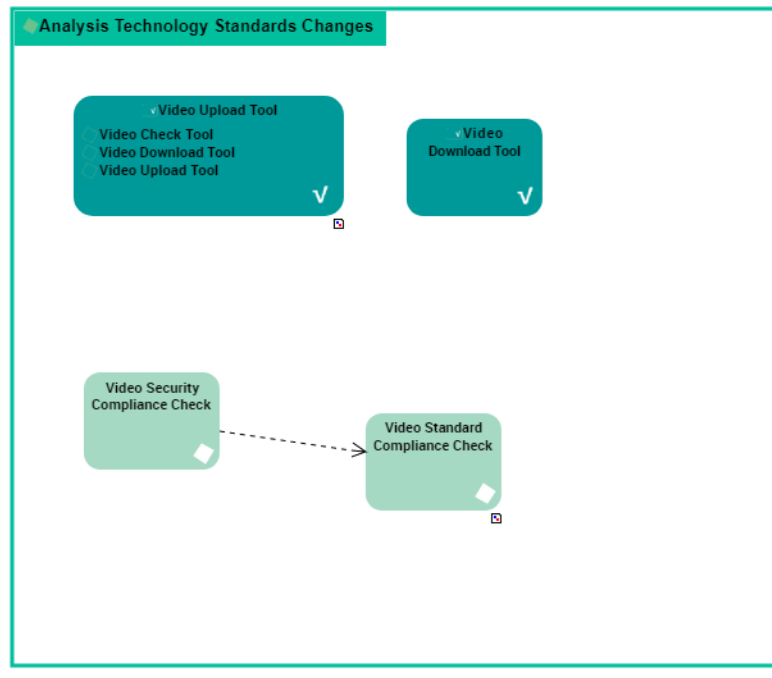 Analysis Technology Standards Changes
Video Upload Tool
Video Check Tool
Video Download Tool
Video Upload Tool
√
Video
Download Tool
√
Video Security
Compliance Check
Video Standard
Compliance Check